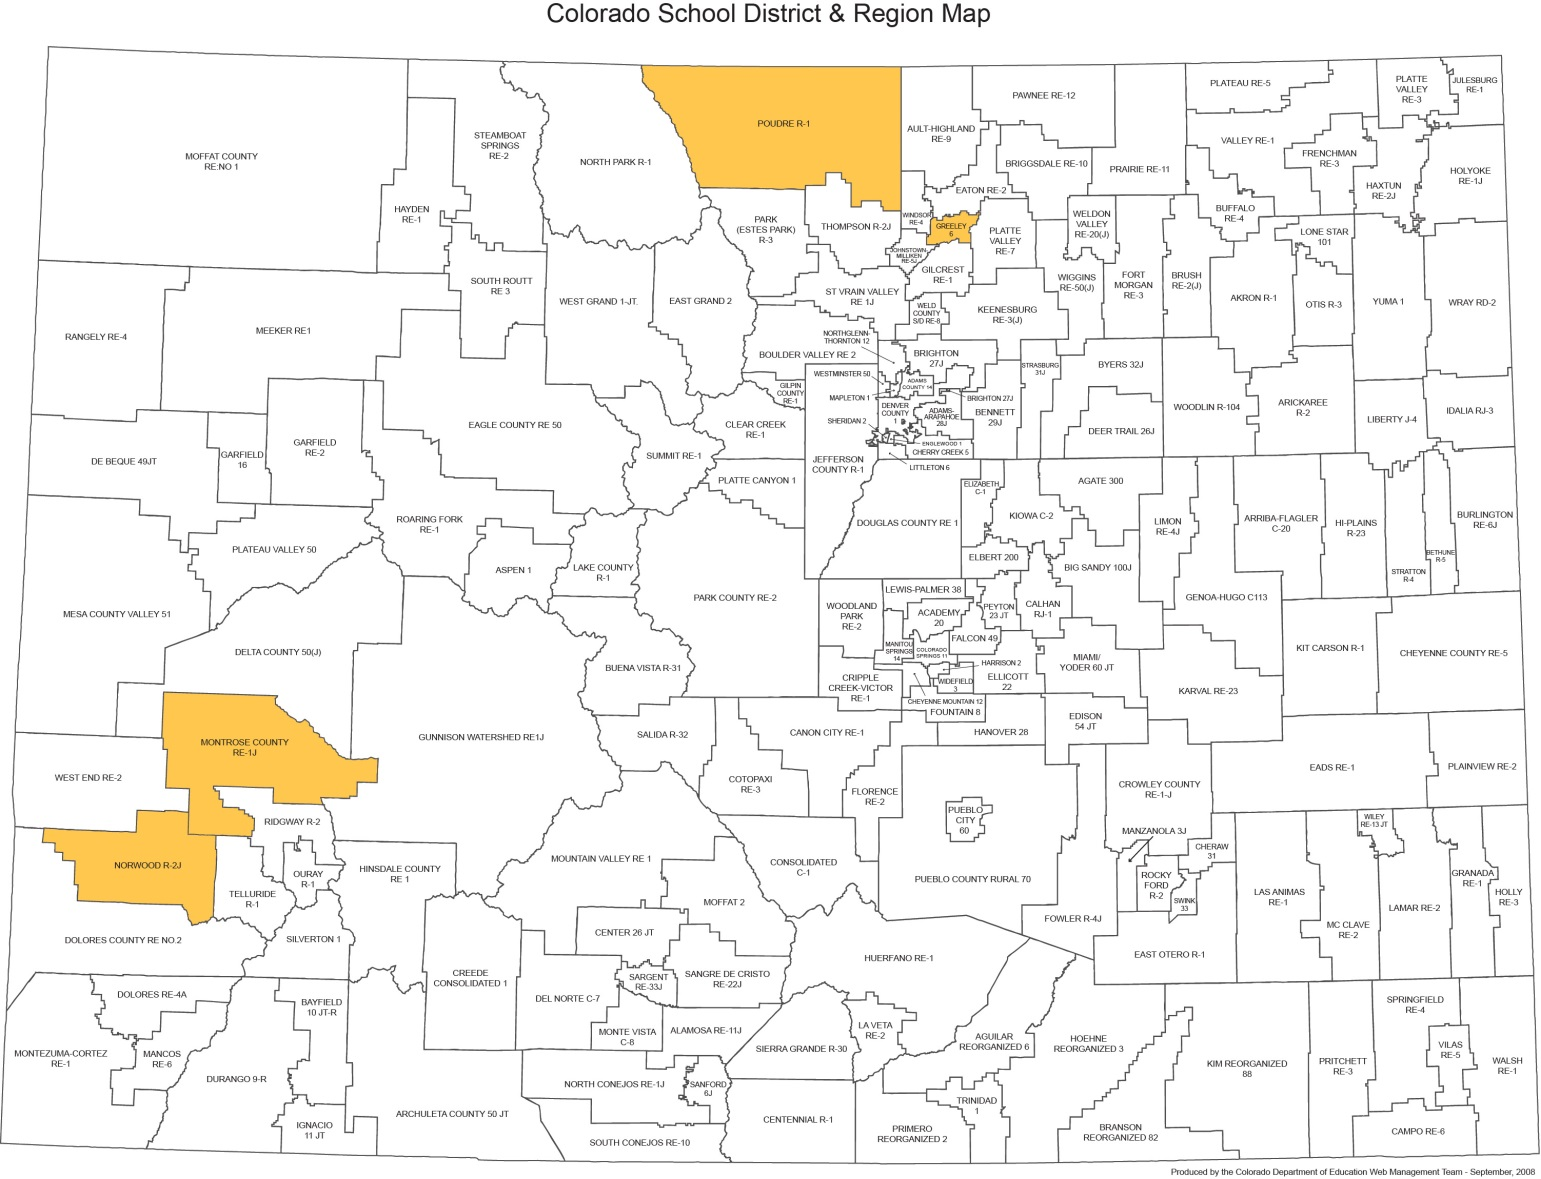 Colorado School District & Region Map
MOFFAT COUNTY
RE:NO 1
HAYDEN
RE-1
STEAMBOAT
SPRINGS
RE-2
NORTH PARK R-1
POUDRE R-1
AULT-HIGHLAND
RE-9
PAWNEE RE-12
BRIGGSDALE RE-10
PRAIRIE RE-11
PLATEAU RE-5
VALLEY RE-1
FRENCHMAN
RE-3
PLATTE
VALLEY
RE-3
JULESBURG
RE-1
HOLYOKE
RE-1J
HAXTUN
RE-2J
BUFFALO
RE-4
EATON RE-2
WINDSOR
RE-4
GREELEY
6
PLATTE
VALLEY
RE-7
WELDON
VALLEY
RE-20(J)
LONE STAR
101
PARK
(ESTES PARK)
R-3
THOMPSON R-2J
JOHNSTOWN-
MILLIKEN
RE-5J
GILCREST
RE-1
SOUTH ROUTT
RE 3
WEST GRAND 1-JT.
EAST GRAND 2
ST VRAIN VALLEY
RE 1J
WELD
COUNTY
S/D RE-8
KEENESBURG
RE-3(J)
WIGGINS
RE-50(J)
FORT
MORGAN
RE-3
BRUSH
RE-2(J)
AKRON R-1
OTIS R-3
YUMA 1
WRAY RD-2
RANGELY RE-4
MEEKER RE1
NORTHGLENN-
THORNTON 12
BOULDER VALLEY RE 2
BRIGHTON
27J
WESTMINSTER 50
ADAMS
COUNTY 14
MAPLETON 1
BRIGHTON 27J
STRASBURG
31J
BYERS 32J
GILPIN
COUNTY
RE-1
DENVER
COUNTY
1
ADAMS-
ARAPAHOE
28J
BENNETT
29J
DEER TRAIL 26J
WOODLIN R-104
ARICKAREE
R-2
LIBERTY J-4
IDALIA RJ-3
SHERIDAN 2
ENGLEWOOD 1
CHERRY CREEK 5
LITTLETON 6
CLEAR CREEK
RE-1
JEFFERSON
COUNTY R-1
EAGLE COUNTY RE 50
SUMMIT RE-1
PLATTE CANYON 1
DE BEQUE 49JT
GARFIELD
16
GARFIELD
RE-2
ROARING FORK
RE-1
ASPEN 1
LAKE COUNTY
R-1
PLATEAU VALLEY 50
DOUGLAS COUNTY RE 1
ELIZABETH
C-1
KIOWA C-2
AGATE 300
LIMON
RE-4J
ARRIBA-FLAGLER
C-20
HI-PLAINS
R-23
STRATTON
R-4
BETHUNE
R-5
BURLINGTON
RE-6J
ELBERT 200
BIG SANDY 100J
GENOA-HUGO C113
MESA COUNTY VALLEY 51
DELTA COUNTY 50(J)
PARK COUNTY RE-2
BUENA VISTA R-31
WOODLAND
PARK
RE-2
LEWIS-PALMER 38
ACADEMY
20
PEYTON
23 JT
CALHAN
RJ-1
FALCON 49
MANITOU
SPRINGS
14
COLORADO
SPRINGS 11
HARRISON 2
WIDEFIELD
3
ELLICOTT
22
MIAMI/
YODER 60 JT
CRIPPLE
CREEK-VICTOR
RE-1
CHEYENNE MOUNTAIN 12
FOUNTAIN 8
HANOVER 28
EDISON
54 JT
KARVAL RE-23
KIT CARSON R-1
CHEYENNE COUNTY RE-5
MONTROSE COUNTY
RE-1J
WEST END RE-2
GUNNISON WATERSHED RE1J
SALIDA R-32
CANON CITY RE-1
COTOPAXI
RE-3
FLORENCE
RE-2
PUEBLO
CITY
60
PUEBLO COUNTY RURAL 70
CROWLEY COUNTY
RE-1-J
EADS RE-1
PLAINVIEW RE-2
RIDGWAY R-2
NORWOOD R-2J
OURAY
R-1
TELLURIDE
R-1
HINSDALE COUNTY
RE 1
MOUNTAIN VALLEY RE 1
CONSOLIDATED
C-1
MANZANOLA 3J
CHERAW
31
ROCKY
FORD
R-2
SWINK
33
FOWLER R-4J
EAST OTERO R-1
LAS ANIMAS
RE-1
WILEY
RE-13 JT
MC CLAVE
RE-2
LAMAR RE-2
GRANADA
RE-1
HOLLY
RE-3
MOFFAT 2
DOLORES COUNTY RE NO.2
SILVERTON 1
CENTER 26 JT
SARGENT
RE-33J
SANGRE DE CRISTO
RE-22J
HUERFANO RE-1
CREEDE
CONSOLIDATED 1
DEL NORTE C-7
MONTE VISTA
C-8
ALAMOSA RE-11J
LA VETA
RE-2
SIERRA GRANDE R-30
AGUILAR
REORGANIZED 6
HOEHNE
REORGANIZED 3
KIM REORGANIZED
88
PRITCHETT
RE-3
SPRINGFIELD
RE-4
VILAS
RE-5
WALSH
RE-1
DOLORES RE-4A
MONTEZUMA-CORTEZ
RE-1
MANCOS
RE-6
BAYFIELD
10 JT-R
DURANGO 9-R
IGNACIO
11 JT
ARCHULETA COUNTY 50 JT
NORTH CONEJOS RE-1J
SANFORD
6J
SOUTH CONEJOS RE-10
CENTENNIAL R-1
PRIMERO
REORGANIZED 2
TRINIDAD
1
BRANSON
REORGANIZED 82
CAMPO RE-6
Produced by the Colorado Department of Education Web Management Team - September, 2008